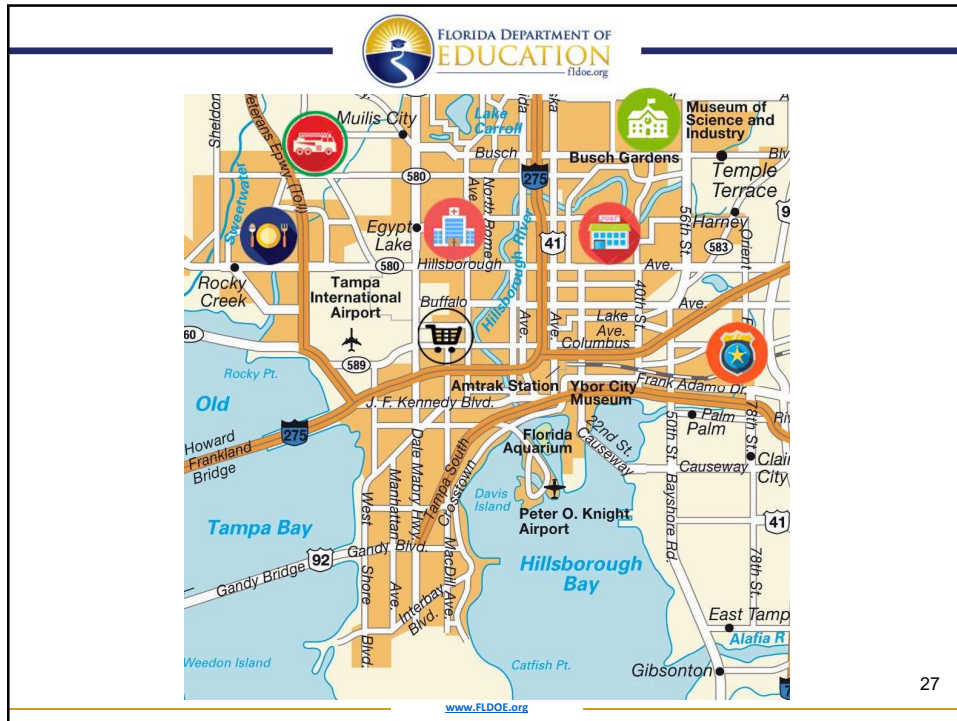 FLORIDA DEPARTMENT OF
EDUCATION
fldoe.org
Sheldon
Veterans Epwy (Toll)
Muilis City
Lake
Carroll
Busch
Museum of
Science and
Industry
Busch Gardens
Blv
Temple
Terrace
580
275
Sweetwater
Ave.
North Rome
Hillsborough River
41
POST
56th St.
Harney
583
Orient
9
Egypt
Lake
580
Hillsborough
Ave.
Rocky
Creek
Tampa
International
Airport
Buffalo
40th St.
Ave.
Lake
Ave.
Columbus
Ave.
Ave.
60
589
Rocky Pt.
Amtrak Station
Ybor City
Museum
Frank Adamo Dr.
Old
J. F. Kennedy Blvd.
275
Howard
Frankland
Bridge
Florida
Aquarium
22nd St.
Causeway
50th St.
Palm
Palm
78th St.
Riv
Causeway
Clair
City
Dale Mabry Hwy.
Tampa South
Crosstown
Manhattan
Ave.
West
Shore
Blvd.
Davis
Island
Peter O. Knight
Airport
Bayshore Rd.
41
Tampa Bay
Gandy Blvd.
92
Gandy Bridge
MacDill Ave.
Hillsborough
Bay
78th St.
Interbay
Blvd.
East Tamp
Alafia R
Weedon Island
Catfish Pt.
Gibsonton
27
www.FLDOE.org